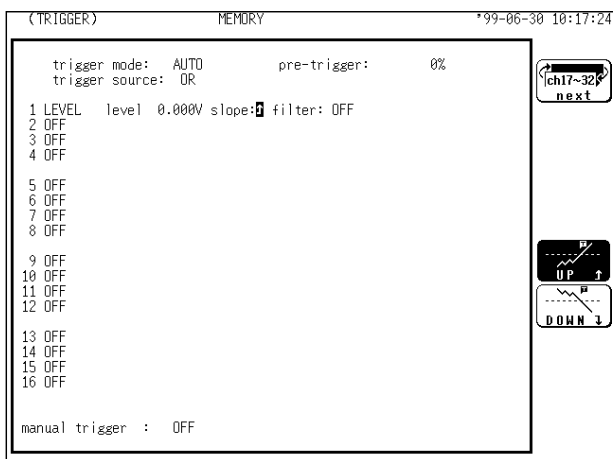 (TRIGGER) MEMORY '99-06-30 10:17:24
trigger mode: AUTO pre-trigger: 0%
trigger source: OR
ch17~32
next
1 LEVEL level 0.000V slope:↑ filter: OFF
2 OFF
3 OFF
4 OFF
5 OFF
6 OFF
7 OFF
8 OFF
9 OFF
10 OFF
11 OFF
12 OFF
13 OFF
14 OFF
15 OFF
16 OFF
manual trigger : OFF
T
UP ↑
T
DOWN ↓